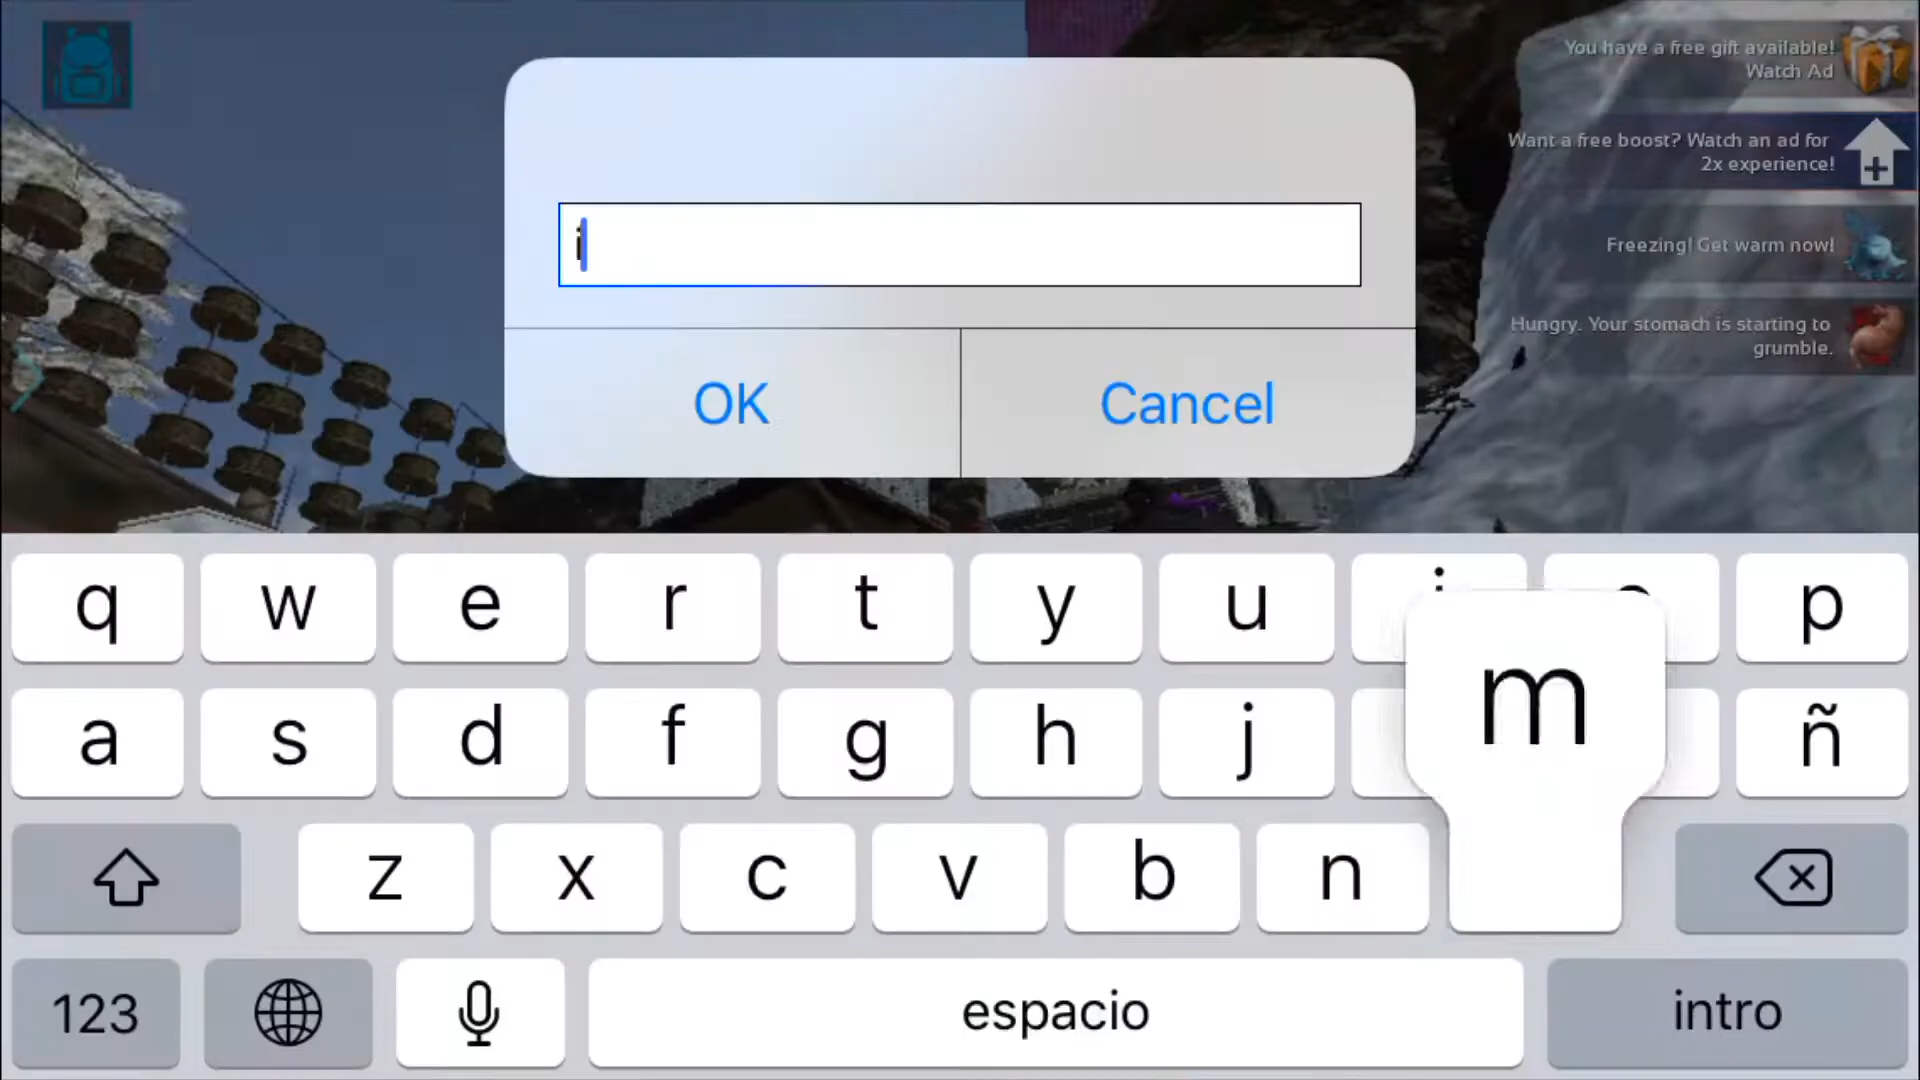 You have a free gift available!
Watch Ad
Want a free boost? Watch an ad for
2x experience!
Freezing! Get warm now!
Hungry. Your stomach is starting to
grumble.
i
OK Cancel
q w e r t y u i o p
a s d f g h j ñ
z x c v b n m
123 espacio intro